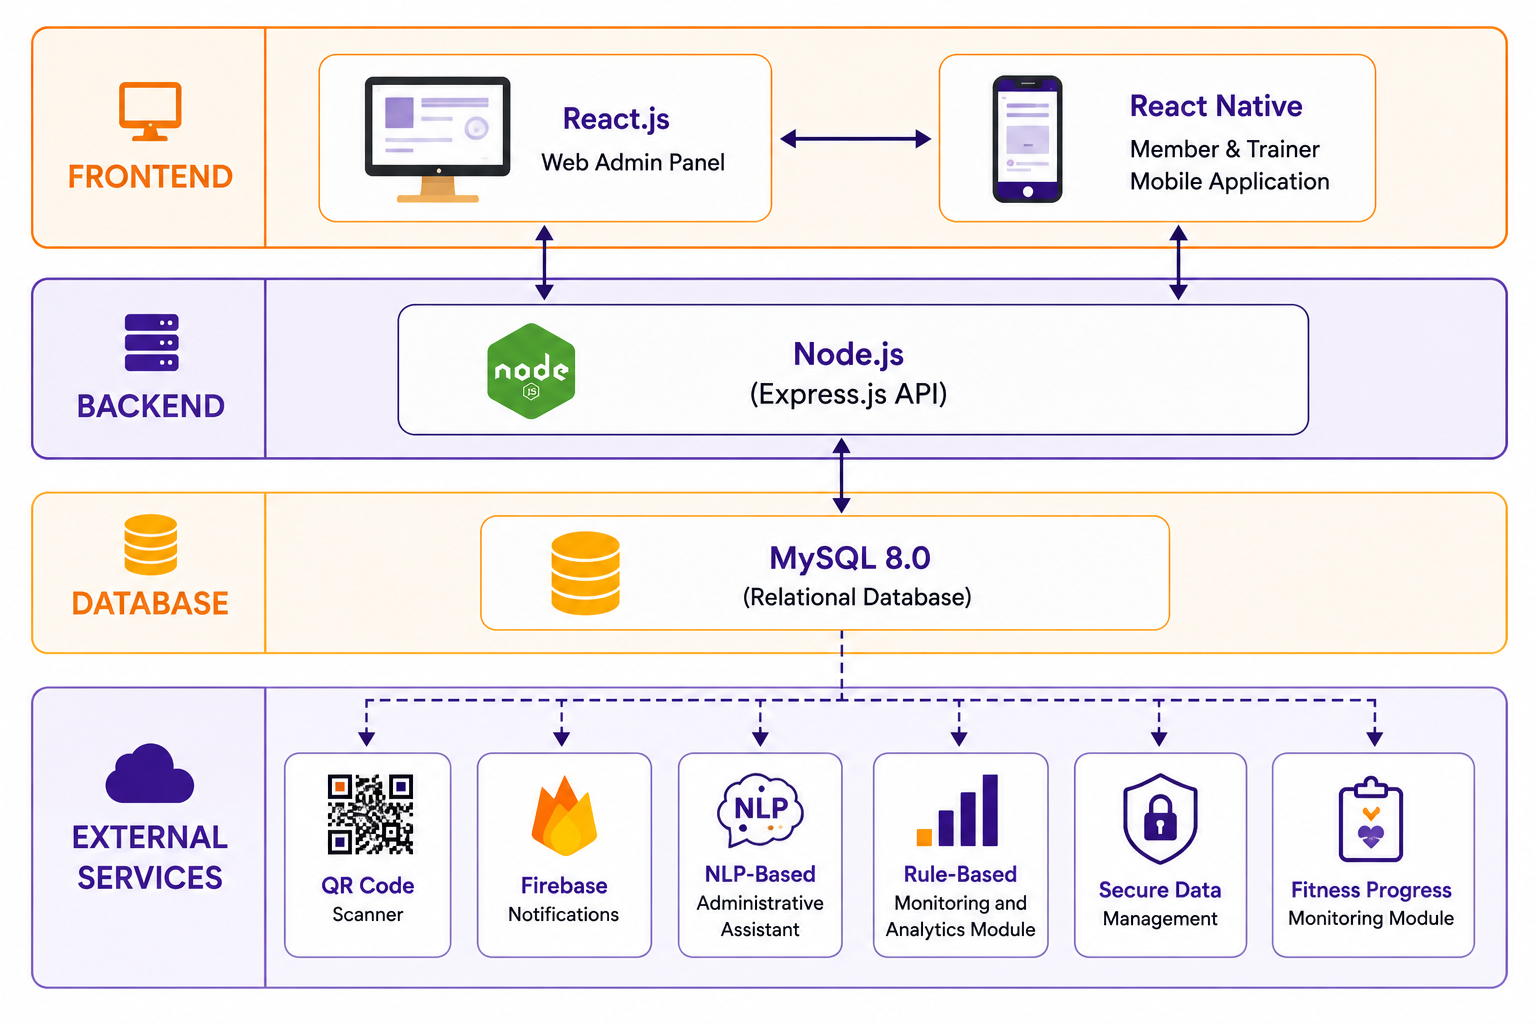 FRONTEND
React.js
Web Admin Panel
React Native
Member & Trainer
Mobile Application
BACKEND
node
JS
Node.js
(Express.js API)
DATABASE
MySQL 8.0
(Relational Database)
EXTERNAL
SERVICES
QR Code
Scanner
Firebase
Notifications
NLP
NLP-Based
Administrative
Assistant
Rule-Based
Monitoring and
Analytics Module
Secure Data
Management
Fitness Progress
Monitoring Module